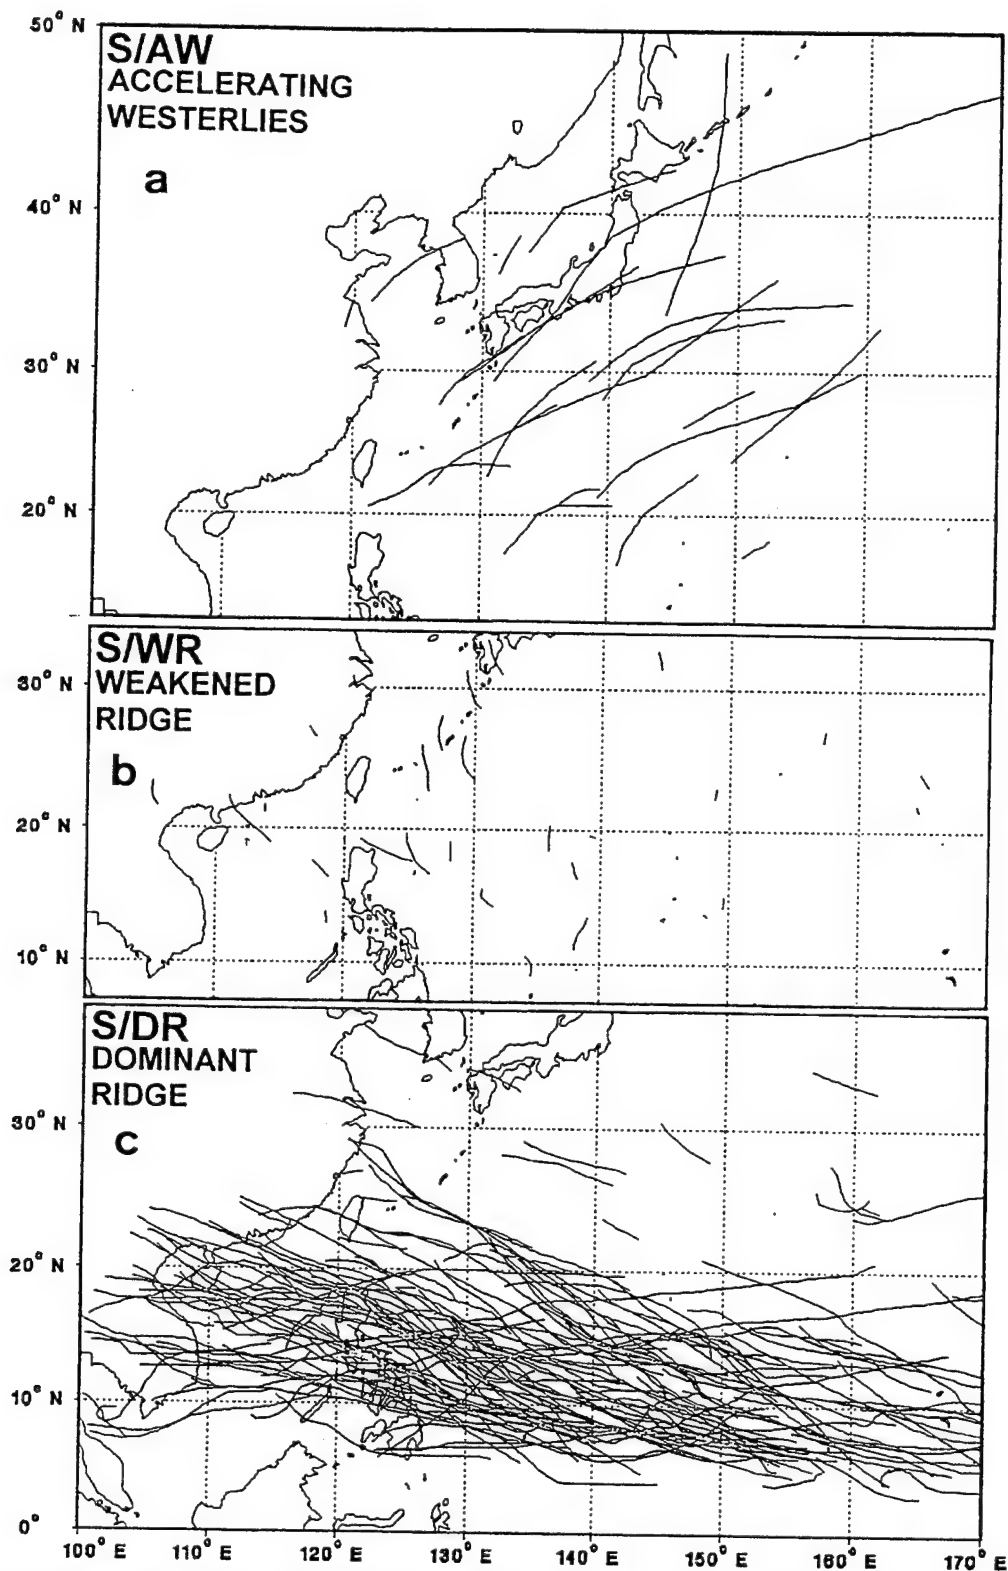 50° N
S/AW
ACCELERATING
WESTERLIES
a
40° N
30° N
20° N
S/WR
WEAKENED
RIDGE
b
30° N
20° N
10° N
S/DR
DOMINANT
RIDGE
c
30° N
20° N
10° N
0°
100° E 110° E 120° E 130° E 140° E 150° E 160° E 170° E